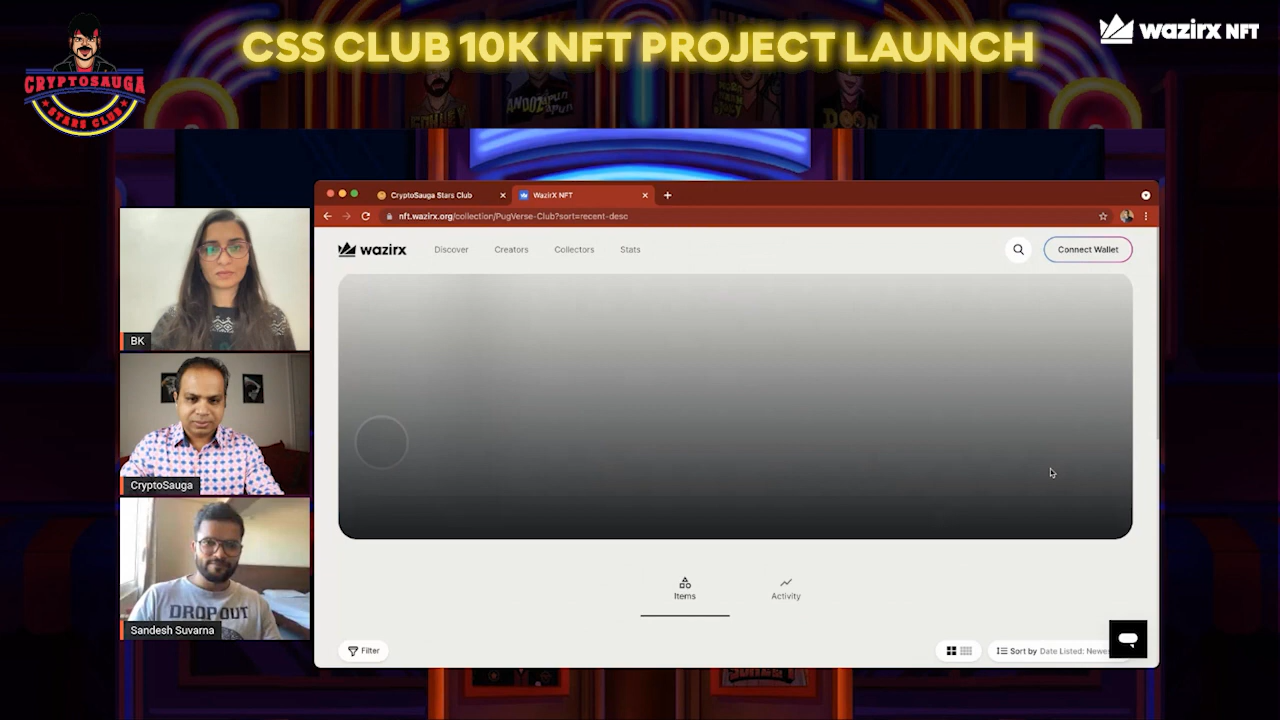 CSS CLUB 10K NFT PROJECT LAUNCH
wazirx NFT
CRYPTOSAUGA
STARS CLUB
CryptoSauga Stars Club
WazirX NFT
nft.wazirx.org/collection/PugVerse-Club?sort=recent-desc
wazirx
Discover
Creators
Collectors
Stats
Connect Wallet
BK
CryptoSauga
DROPOUT
Sandesh Suvarna
Items
Activity
Filter
Sort by Date Listed: Newe